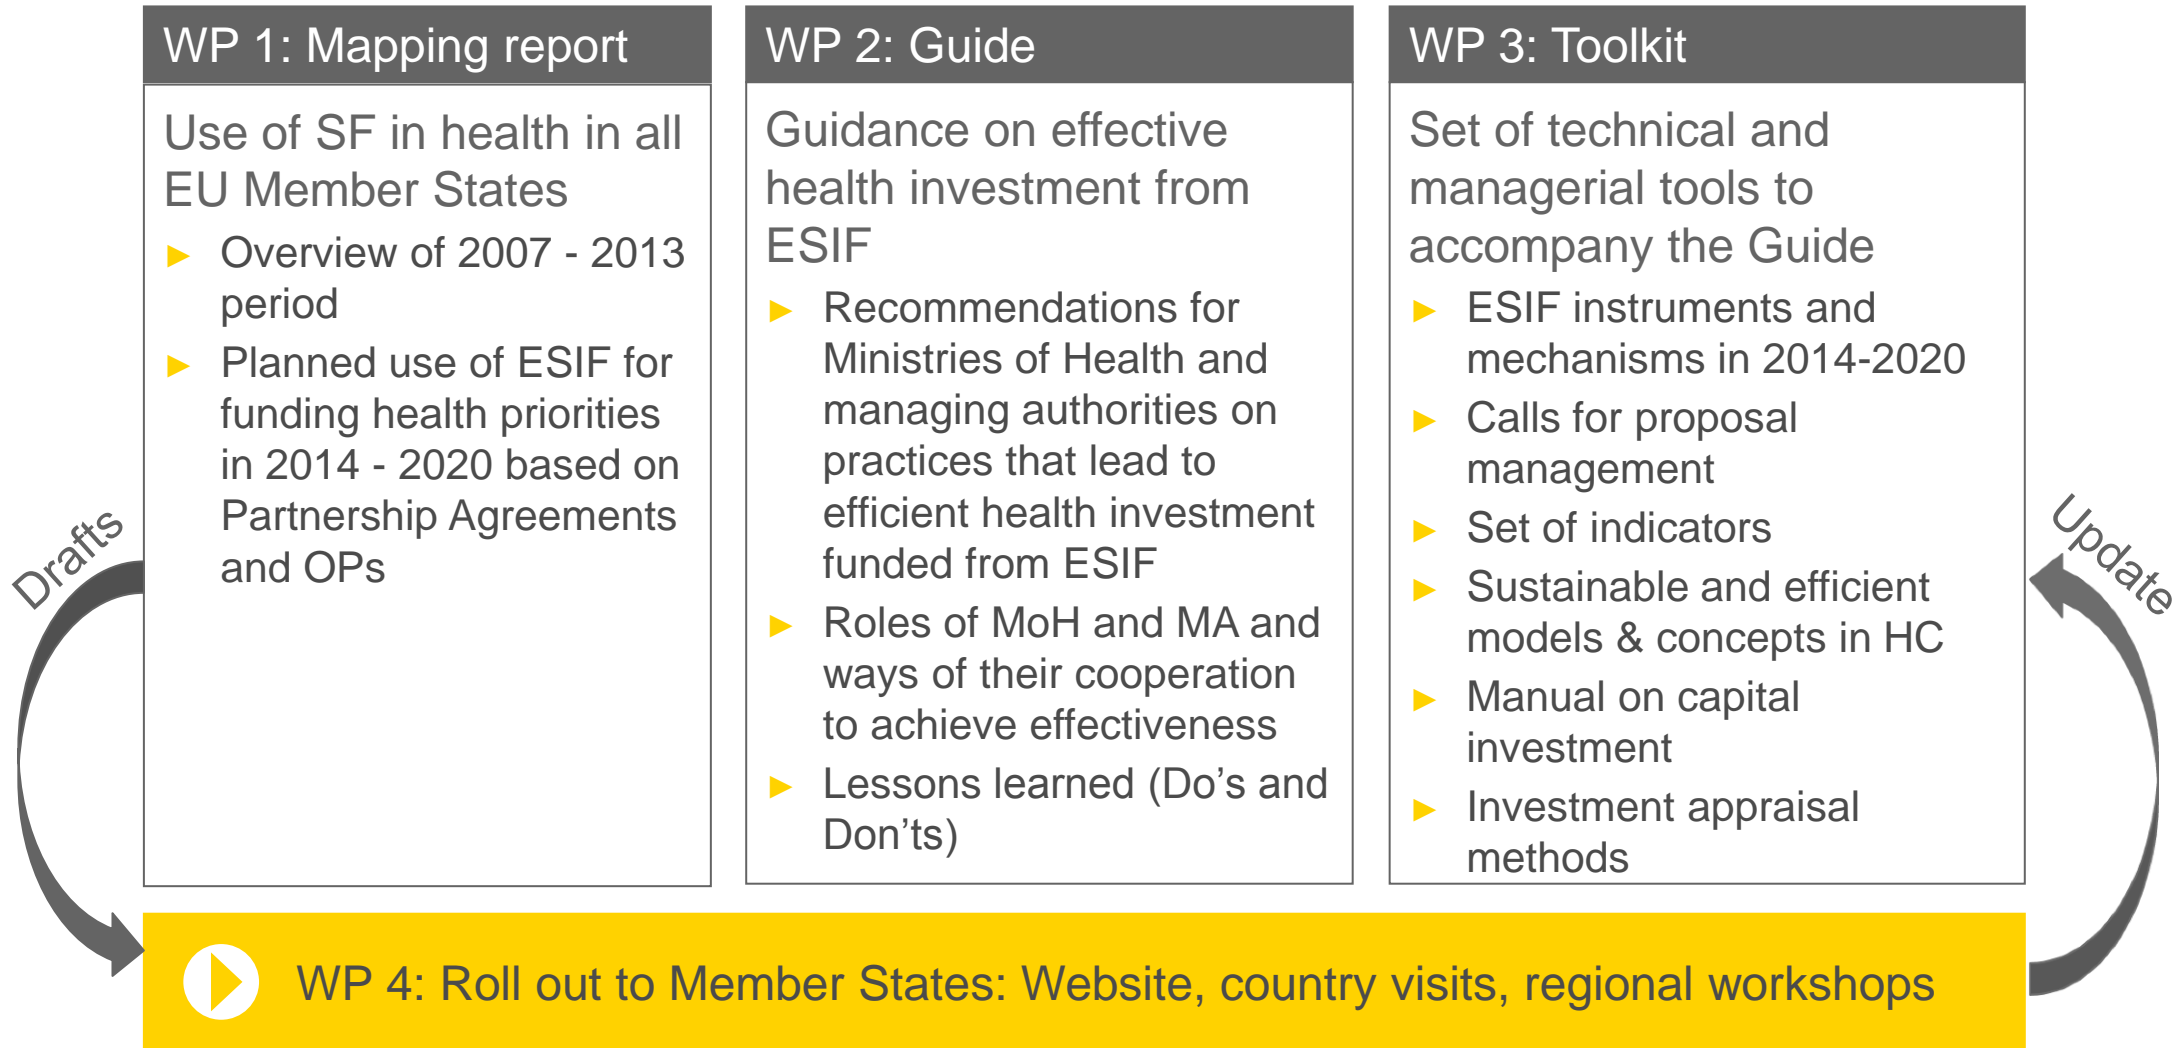 WP 1: Mapping report
Use of SF in health in all
EU Member States
► Overview of 2007 - 2013
period
► Planned use of ESIF for
funding health priorities
in 2014 - 2020 based on
Partnership Agreements
and OPs
WP 2: Guide
Guidance on effective
health investment from
ESIF
► Recommendations for
Ministries of Health and
managing authorities on
practices that lead to
efficient health investment
funded from ESIF
► Roles of MoH and MA and
ways of their cooperation
to achieve effectiveness
► Lessons learned (Do’s and
Don’ts)
WP 3: Toolkit
Set of technical and
managerial tools to
accompany the Guide
► ESIF instruments and
mechanisms in 2014-2020
► Calls for proposal
management
► Set of indicators
► Sustainable and efficient
models & concepts in HC
► Manual on capital
investment
► Investment appraisal
methods
Drafts
Update
WP 4: Roll out to Member States: Website, country visits, regional workshops